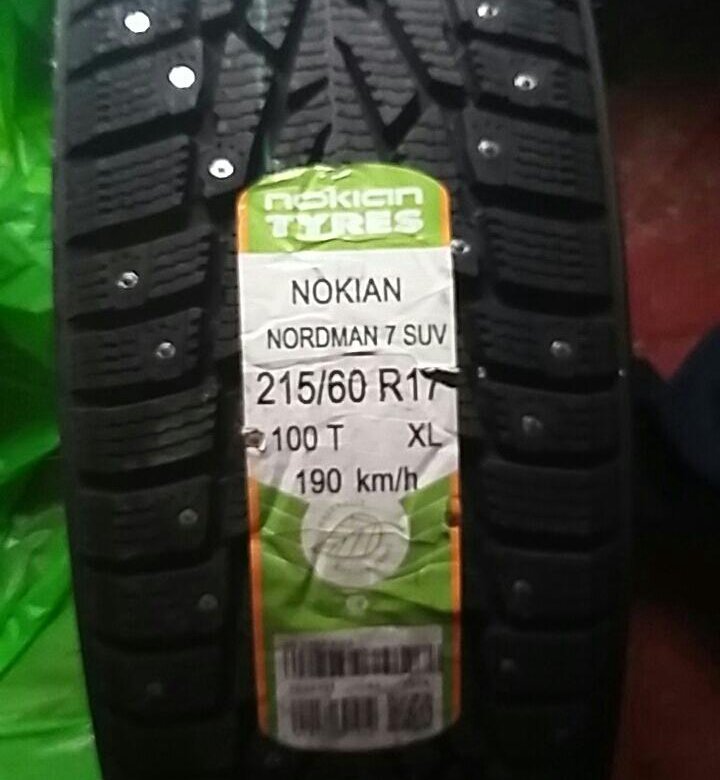 nokian
TYRES
NOKIAN
NORDMAN 7 SUV
215/60 R17
100 T XL
190 km/h